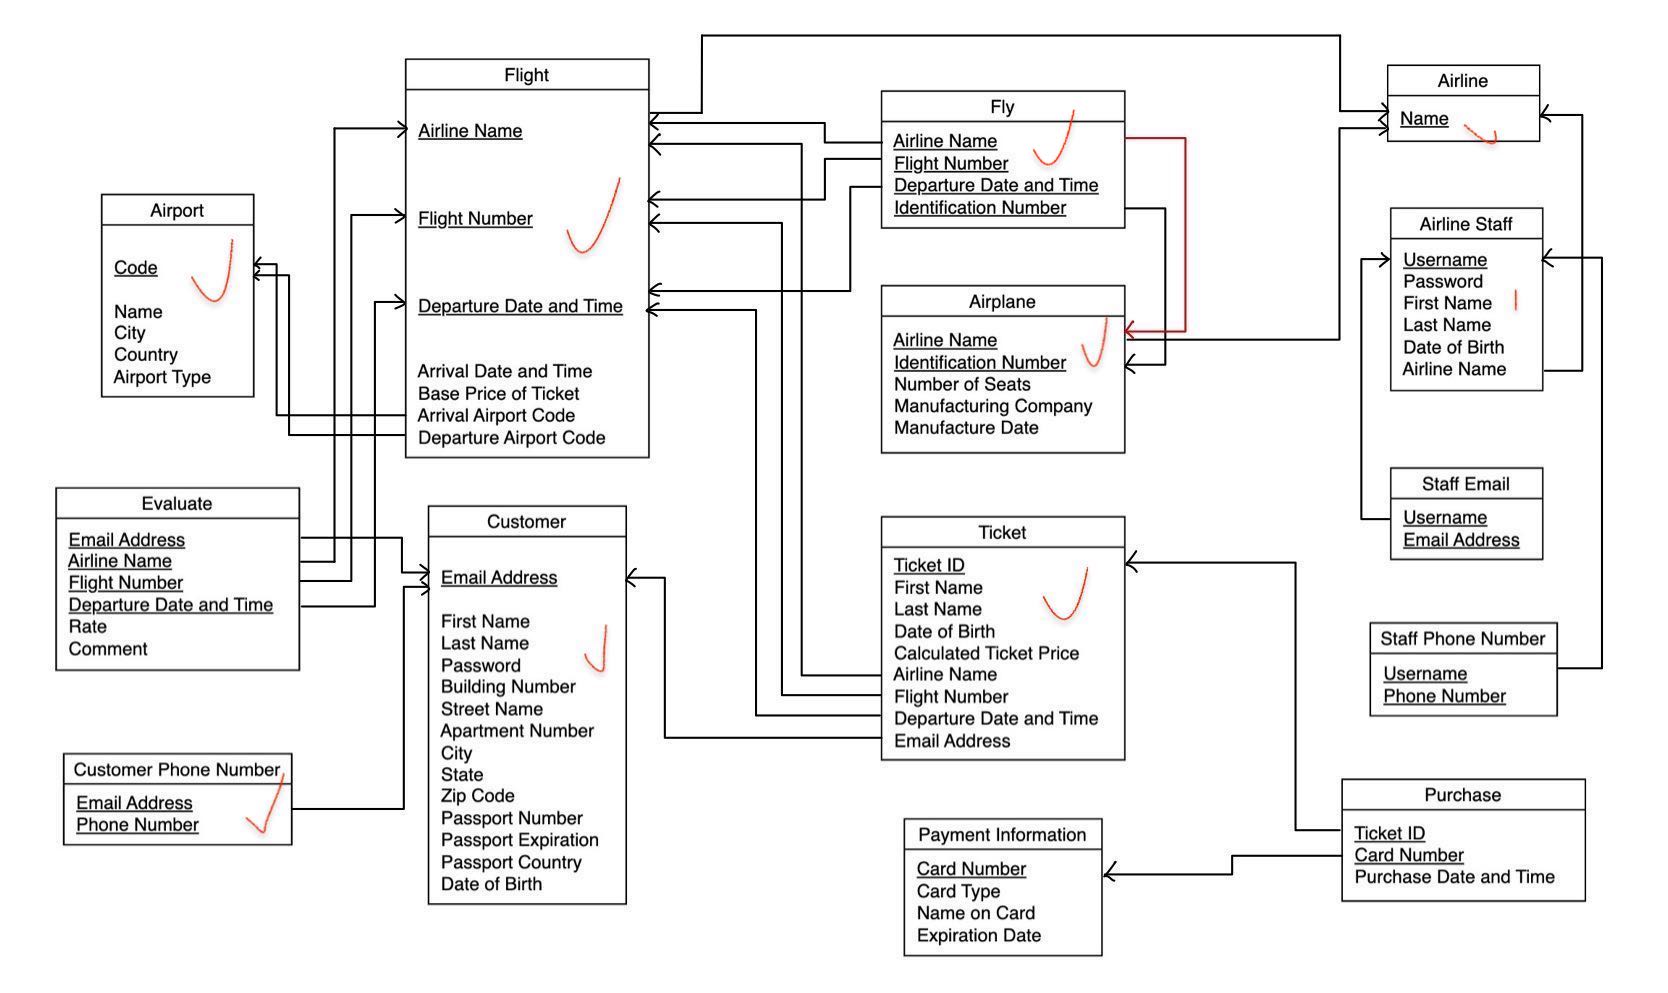 Flight
Airline Name
Flight Number
Departure Date and Time
Arrival Date and Time
Base Price of Ticket
Arrival Airport Code
Departure Airport Code
Fly
Airline Name
Flight Number
Departure Date and Time
Identification Number
Airline
Name
Airport
Code
Name
City
Country
Airport Type
Airplane
Airline Name
Identification Number
Number of Seats
Manufacturing Company
Manufacture Date
Airline Staff
Username
Password
First Name
Last Name
Date of Birth
Airline Name
Evaluate
Email Address
Airline Name
Flight Number
Departure Date and Time
Rate
Comment
Customer
Email Address
First Name
Last Name
Password
Building Number
Street Name
Apartment Number
City
State
Zip Code
Passport Number
Passport Expiration
Passport Country
Date of Birth
Ticket
Ticket ID
First Name
Last Name
Date of Birth
Calculated Ticket Price
Airline Name
Flight Number
Departure Date and Time
Email Address
Staff Email
Username
Email Address
Staff Phone Number
Username
Phone Number
Customer Phone Number
Email Address
Phone Number
Payment Information
Card Number
Card Type
Name on Card
Expiration Date
Purchase
Ticket ID
Card Number
Purchase Date and Time